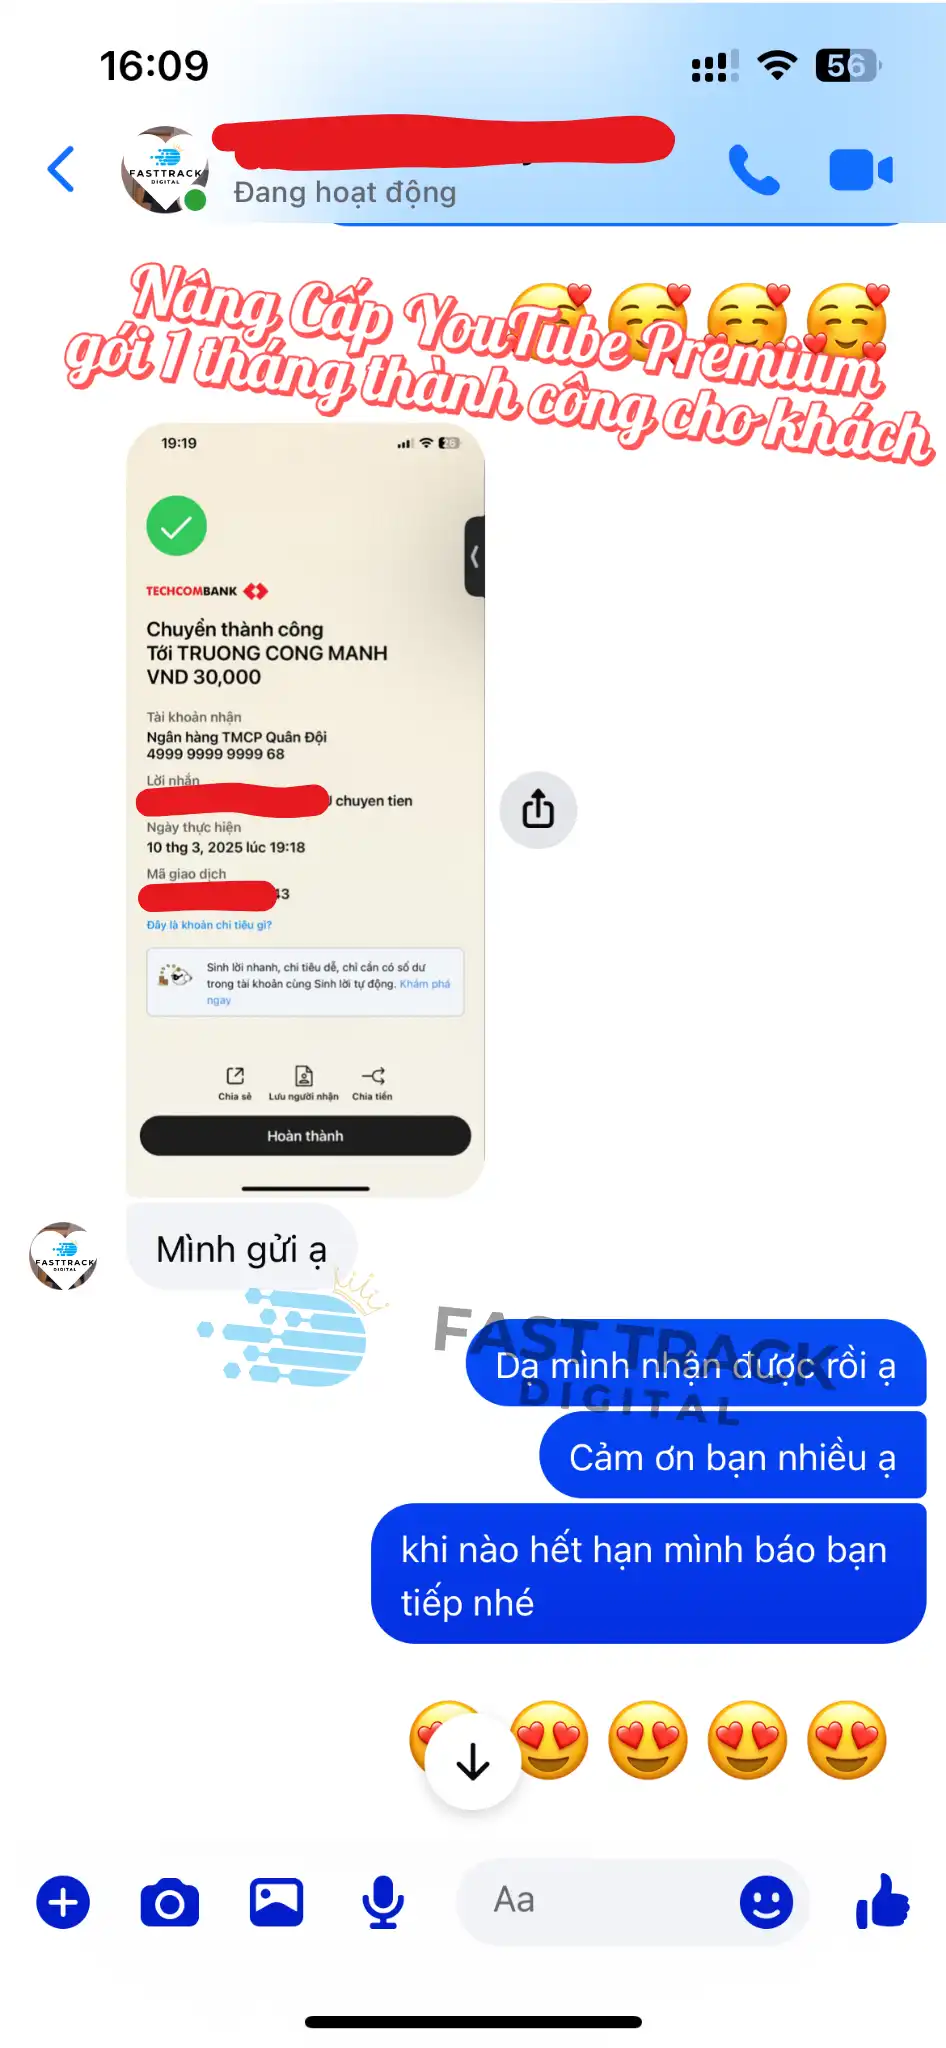 16:09
56
FASTTRACK
DIGITAL
Đang hoạt động
Nâng Cấp YouTube Premium
gói 1 tháng thành công cho khách
19:19
26
TECHCOMBANK
Chuyển thành công
Tới TRUONG CONG MANH
VND 30,000
Tài khoản nhận
Ngân hàng TMCP Quân Đội
4999 9999 9999 68
Lời nhắn
chuyen tien
Ngày thực hiện
10 thg 3, 2025 lúc 19:18
Mã giao dịch
43
Đây là khoản chi tiêu gì?
Sinh lời nhanh, chi tiêu dễ, chỉ cần có số dư
trong tài khoản cùng Sinh lời tự động. Khám phá
ngay
Chia sẻ
Lưu người nhận
Chia tiền
Hoàn thành
FASTTRACK
DIGITAL
Mình gửi ạ
FAST TRACK
DIGITAL
Dạ mình nhận được rồi ạ
Cảm ơn bạn nhiều ạ
khi nào hết hạn mình báo bạn
tiếp nhé
Aa